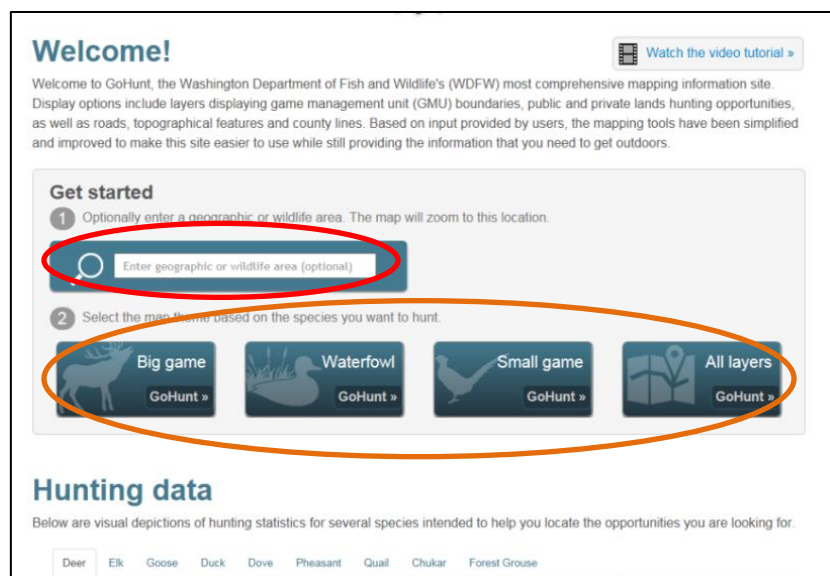 Welcome!
Watch the video tutorial »
Welcome to GoHunt, the Washington Department of Fish and Wildlife's (WDFW) most comprehensive mapping information site.
Display options include layers displaying game management unit (GMU) boundaries, public and private lands hunting opportunities,
as well as roads, topographical features and county lines. Based on input provided by users, the mapping tools have been simplified
and improved to make this site easier to use while still providing the information that you need to get outdoors.
Get started
1 Optionally enter a geographic or wildlife area. The map will zoom to this location.
Enter geographic or wildlife area (optional)
2 Select the map theme based on the species you want to hunt.
Big game
GoHunt »
Waterfowl
GoHunt »
Small game
GoHunt »
All layers
GoHunt »
Hunting data
Below are visual depictions of hunting statistics for several species intended to help you locate the opportunities you are looking for.
Deer Elk Goose Duck Dove Pheasant Quail Chukar Forest Grouse